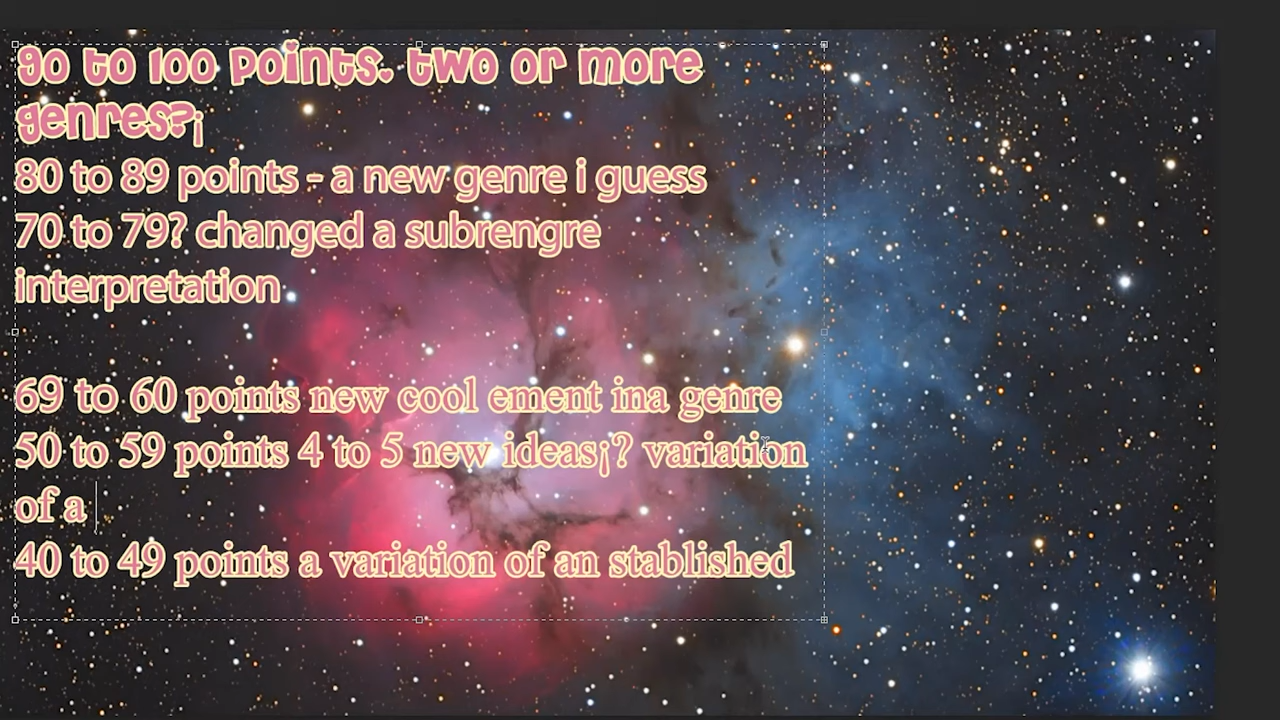 90 to 100 points. two or more
genres?¡
80 to 89 points - a new genre i guess
70 to 79? changed a subrengre
interpretation
69 to 60 points new cool ement ina genre
50 to 59 points 4 to 5 new ideas¡? variation
of a
40 to 49 points a variation of an stablished